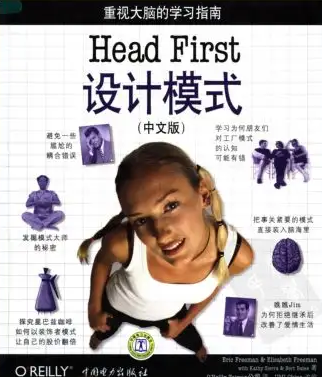 重视大脑的学习指南
Head First
设计模式
(中文版)
避免一些
尴尬的
耦合错误
学习为何朋友们
对工厂模式
的认知
可能有错
发掘模式大师
的秘密
把事关紧要的模式
直接装入脑海里
探究星巴兹咖啡
如何以装饰者模式
让自己的股价翻倍
瞧瞧Jim
为何拒绝继承后
改善了爱情生活
Eric Freeman & Elisabeth Freeman
with Kathy Sierra & Bert Bates
O'REILLY
中国电力出版社